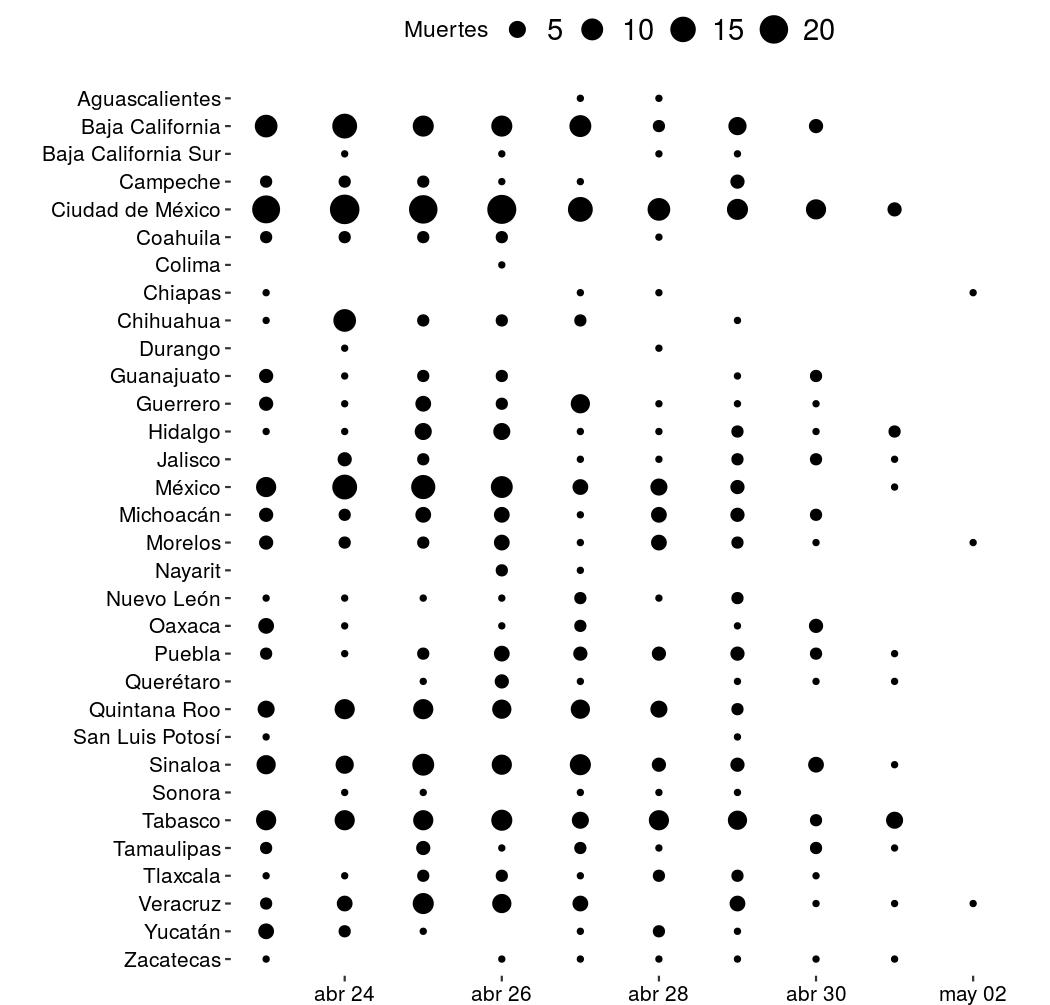 Muertes 5 10 15 20
Aguascalientes
Baja California
Baja California Sur
Campeche
Ciudad de México
Coahuila
Colima
Chiapas
Chihuahua
Durango
Guanajuato
Guerrero
Hidalgo
Jalisco
México
Michoacán
Morelos
Nayarit
Nuevo León
Oaxaca
Puebla
Querétaro
Quintana Roo
San Luis Potosí
Sinaloa
Sonora
Tabasco
Tamaulipas
Tlaxcala
Veracruz
Yucatán
Zacatecas
abr 24 abr 26 abr 28 abr 30 may 02